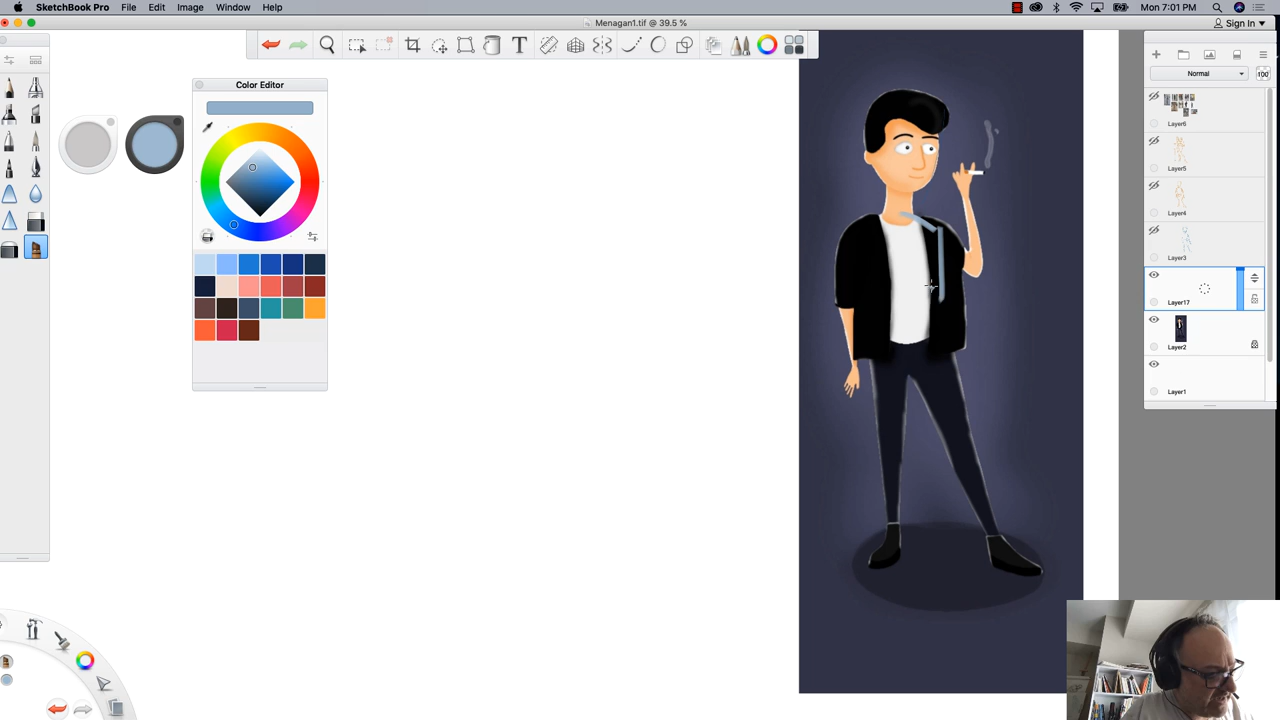 SketchBook Pro File Edit Image Window Help
Mon 7:01 PM
Menagan1.tif @ 39.5 %
Sign In
T
Color Editor
Normal
100
Layer6
Layer5
Layer4
Layer3
Layer17
Layer2
Layer1